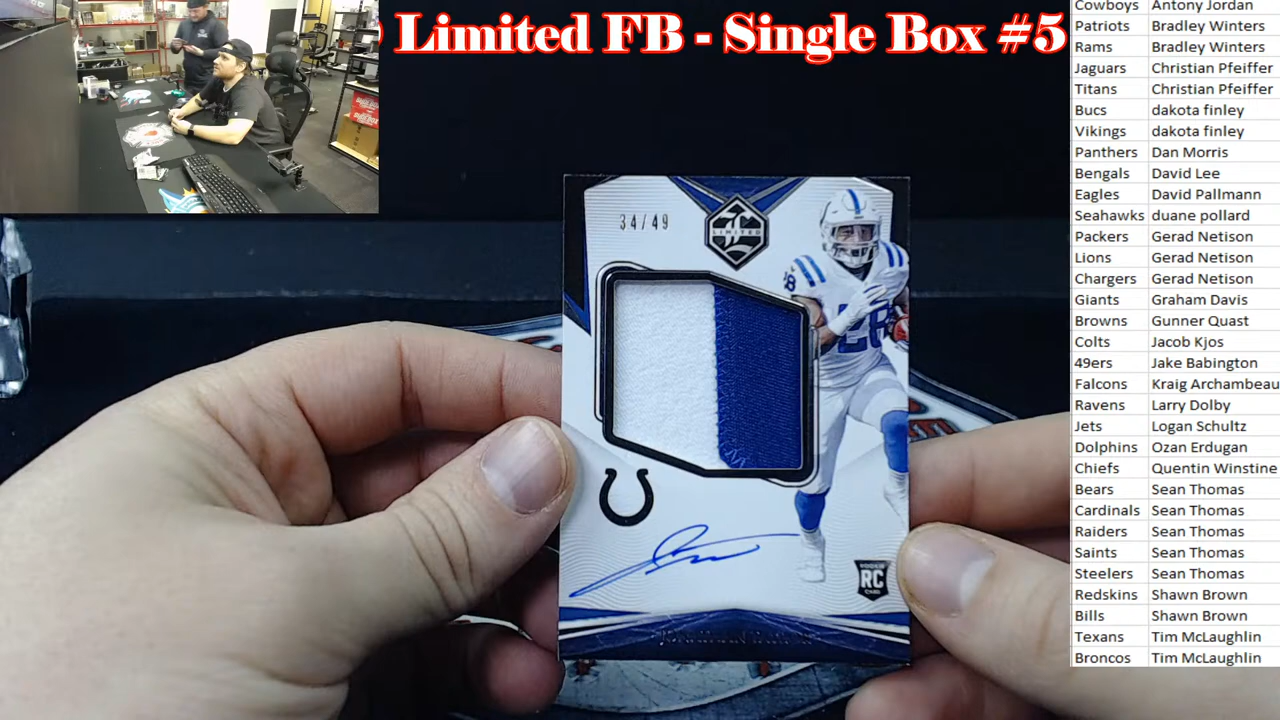 Limited FB - Single Box #5
34/49
LIMITED
28
ROOKIE
RC
CARD
Cowboys Antony Jordan
Patriots Bradley Winters
Rams Bradley Winters
Jaguars Christian Pfeiffer
Titans Christian Pfeiffer
Bucs dakota finley
Vikings dakota finley
Panthers Dan Morris
Bengals David Lee
Eagles David Pallmann
Seahawks duane pollard
Packers Gerad Netison
Lions Gerad Netison
Chargers Gerad Netison
Giants Graham Davis
Browns Gunner Quast
Colts Jacob Kjos
49ers Jake Babington
Falcons Kraig Archambeau
Ravens Larry Dolby
Jets Logan Schultz
Dolphins Ozan Erdugan
Chiefs Quentin Winstine
Bears Sean Thomas
Cardinals Sean Thomas
Raiders Sean Thomas
Saints Sean Thomas
Steelers Sean Thomas
Redskins Shawn Brown
Bills Shawn Brown
Texans Tim McLaughlin
Broncos Tim McLaughlin